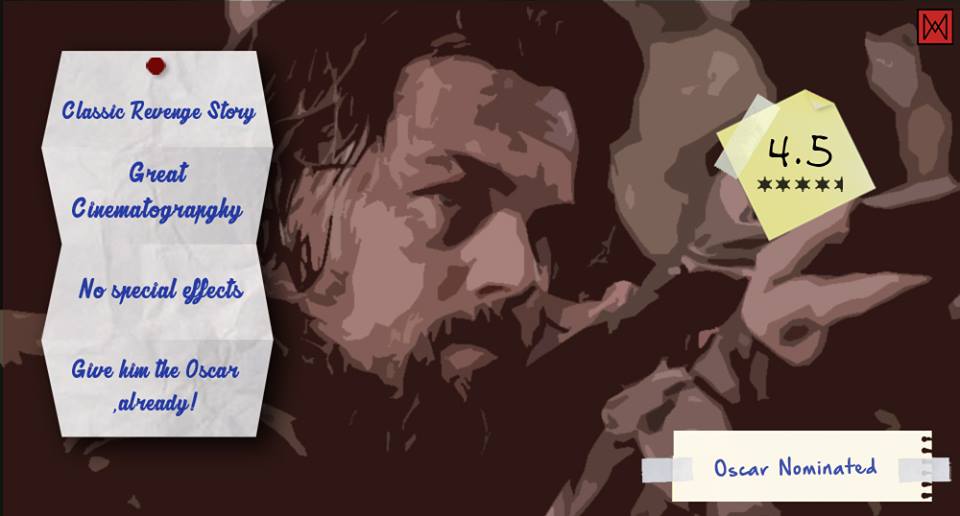 Classic Revenge Story
Great
Cinematograpghy
No special effects
Give him the Oscar
,already!
4.5
Oscar Nominated